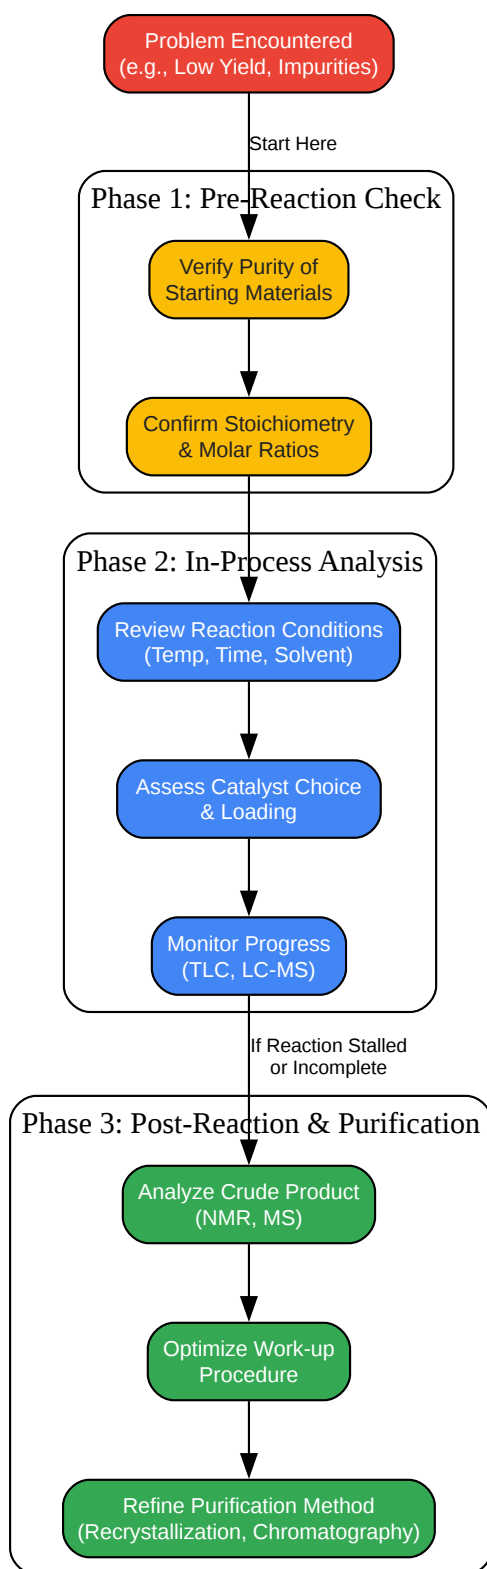 Problem Encountered
(e.g., Low Yield, Impurities)
Start Here
Phase 1: Pre-Reaction Check
Verify Purity of
Starting Materials
Confirm Stoichiometry
& Molar Ratios
Phase 2: In-Process Analysis
Review Reaction Conditions
(Temp, Time, Solvent)
Assess Catalyst Choice
& Loading
Monitor Progress
(TLC, LC-MS)
If Reaction Stalled
or Incomplete
Phase 3: Post-Reaction & Purification
Analyze Crude Product
(NMR, MS)
Optimize Work-up
Procedure
Refine Purification Method
(Recrystallization, Chromatography)